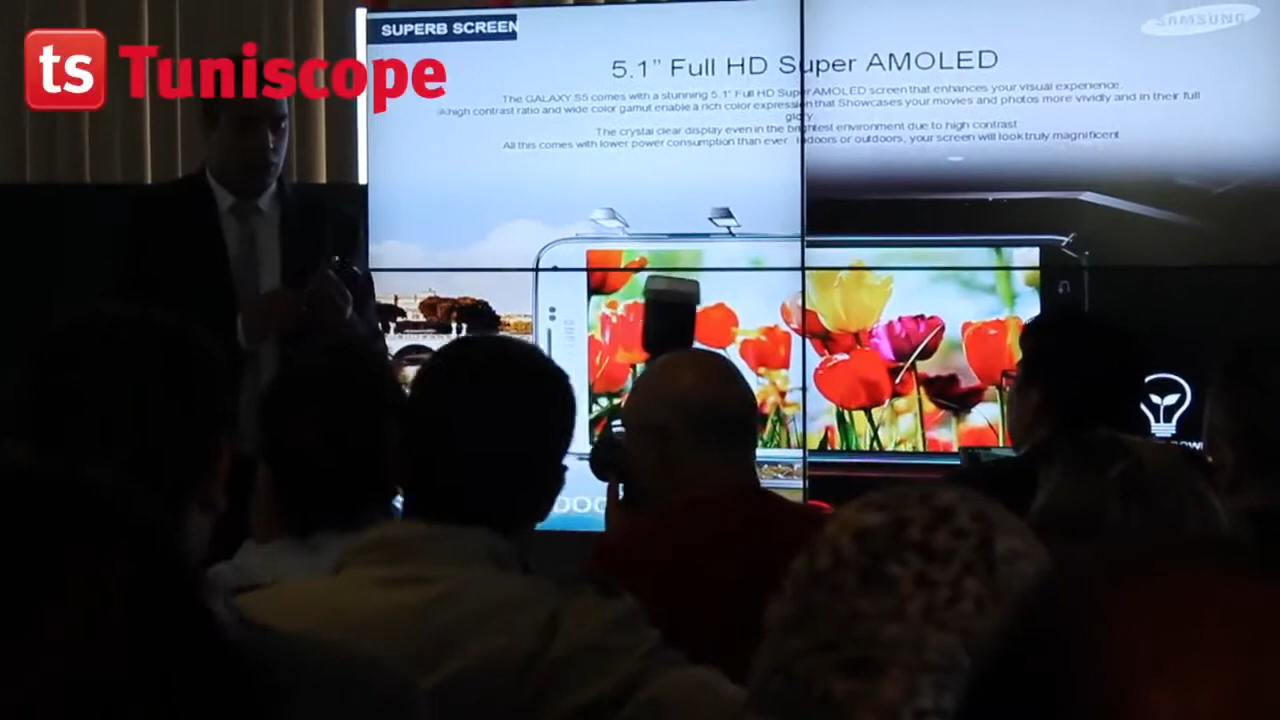 SUPERB SCREEN
SAMSUNG
ts Tuniscope
5.1" Full HD Super AMOLED
The GALAXY S5 comes with a stunning 5.1" Full HD Super AMOLED screen that enhances your visual experience.
high contrast ratio and wide color gamut enable a rich color expression that Showcases your movies and photos more vividly and in their full
glory
The crystal clear display even in the brightest environment due to high contrast
All this comes with lower power consumption than ever Indoors or outdoors, your screen will look truly magnificent